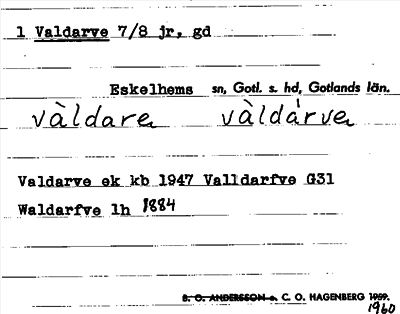 1 Valdarve 7/8 jr, gd
Eskelhems sn, Gotl. s. hd, Gotlands län.
vàldare vàldárve
Valdarve ek kb 1947 Valldarfve G31
Waldarfve lh 1884
B. O. ANDERSSON o. C. O. HAGENBERG 1959.
1960